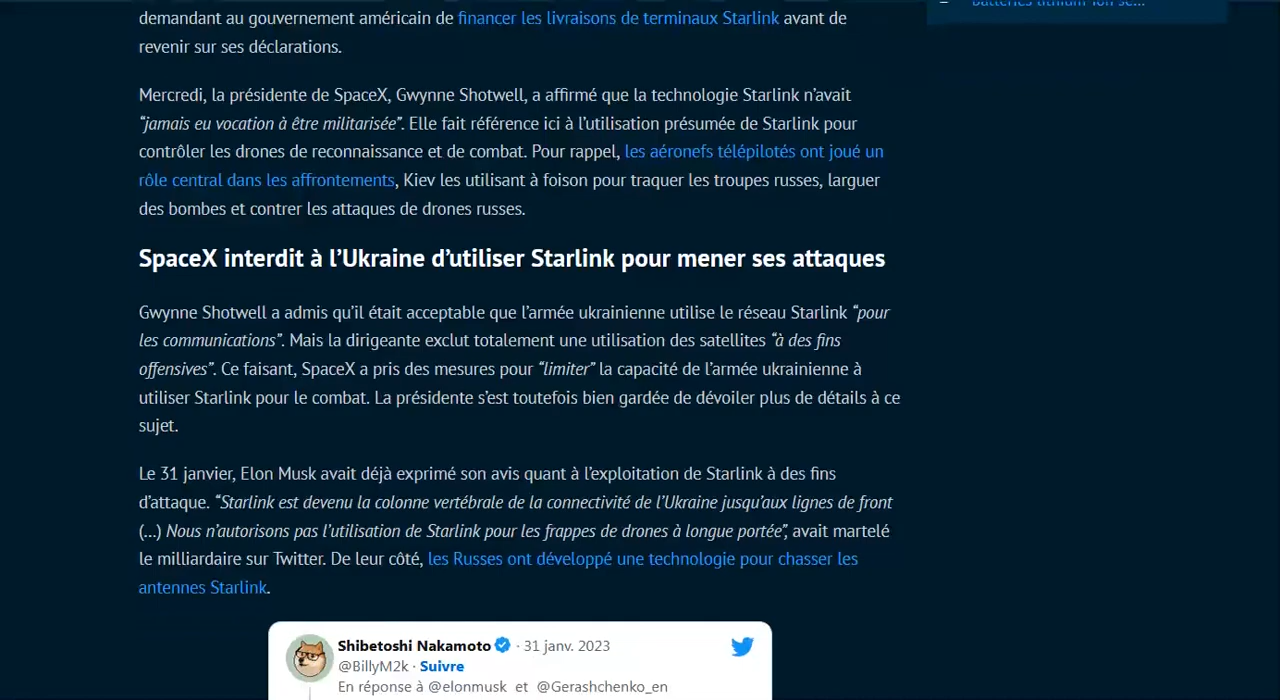 demandant au gouvernement américain de financer les livraisons de terminaux Starlink avant de
Batteries lithium-ion se...
revenir sur ses déclarations.
Mercredi, la présidente de SpaceX, Gwynne Shotwell, a affirmé que la technologie Starlink n’avait
“jamais eu vocation à être militarisée”. Elle fait référence ici à l’utilisation présumée de Starlink pour
contrôler les drones de reconnaissance et de combat. Pour rappel, les aéronefs télépilotés ont joué un
rôle central dans les affrontements, Kiev les utilisant à foison pour traquer les troupes russes, larguer
des bombes et contrer les attaques de drones russes.
SpaceX interdit à l’Ukraine d’utiliser Starlink pour mener ses attaques
Gwynne Shotwell a admis qu’il était acceptable que l’armée ukrainienne utilise le réseau Starlink “pour
les communications”. Mais la dirigeante exclut totalement une utilisation des satellites “à des fins
offensives”. Ce faisant, SpaceX a pris des mesures pour “limiter” la capacité de l’armée ukrainienne à
utiliser Starlink pour le combat. La présidente s’est toutefois bien gardée de dévoiler plus de détails à ce
sujet.
Le 31 janvier, Elon Musk avait déjà exprimé son avis quant à l’exploitation de Starlink à des fins
d’attaque. “Starlink est devenu la colonne vertébrale de la connectivité de l’Ukraine jusqu’aux lignes de front
(…) Nous n’autorisons pas l’utilisation de Starlink pour les frappes de drones à longue portée”, avait martelé
le milliardaire sur Twitter. De leur côté, les Russes ont développé une technologie pour chasser les
antennes Starlink.
Shibetoshi Nakamoto · 31 janv. 2023
@BillyM2k · Suivre
En réponse à @elonmusk et @Gerashchenko_en